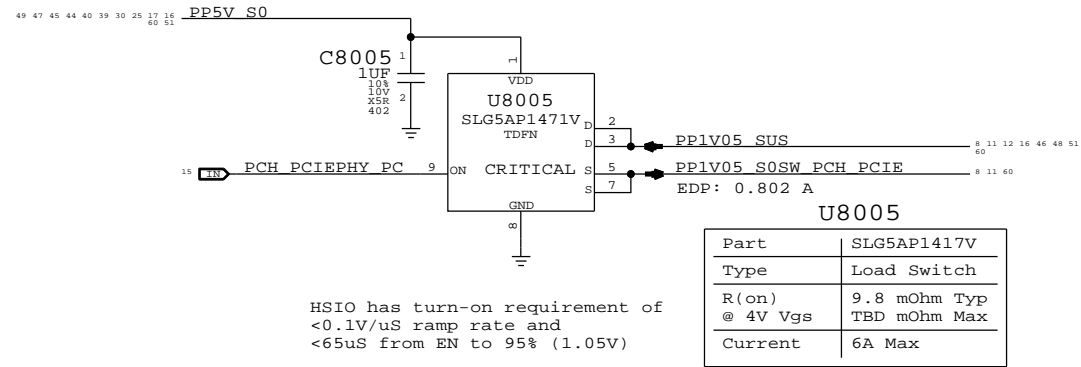 49 47 45 44 40 39 30 25 17 16
60 51
PP5V_S0
C8005
1
1UF
10%
10V
X5R
402
2
1
VDD
U8005
SLG5AP1471V
TDFN
D 2
D 3
PP1V05_SUS
8 11 12 16 46 48 51
60
15 IN PCH_PCIEPHY_PC 9 ON
CRITICAL
S 5
S 7
PP1V05_S0SW_PCH_PCIE
8 11 60
EDP: 0.802 A
GND
8
U8005
Part SLG5AP1417V
Type Load Switch
R(on) 9.8 mOhm Typ
@ 4V Vgs TBD mOhm Max
Current 6A Max
HSIO has turn-on requirement of
<0.1V/uS ramp rate and
<65uS from EN to 95% (1.05V)